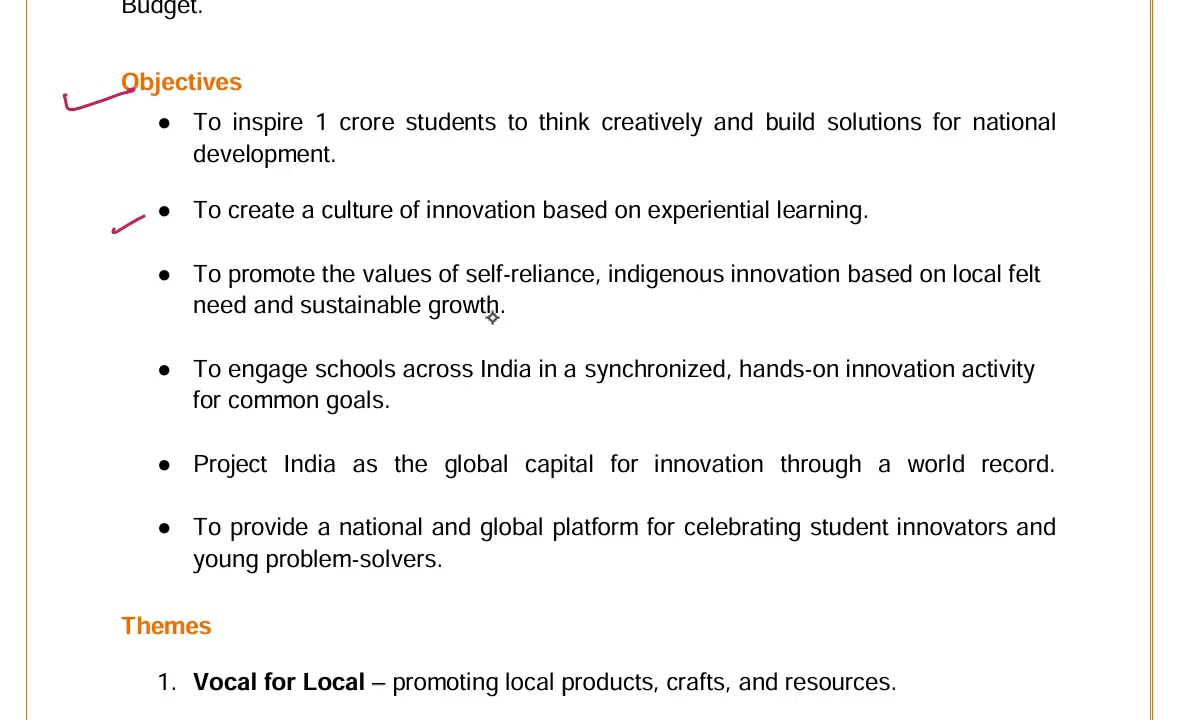 Budget.
Objectives
● To inspire 1 crore students to think creatively and build solutions for national
development.
● To create a culture of innovation based on experiential learning.
● To promote the values of self-reliance, indigenous innovation based on local felt
need and sustainable growth.
● To engage schools across India in a synchronized, hands-on innovation activity
for common goals.
● Project India as the global capital for innovation through a world record.
● To provide a national and global platform for celebrating student innovators and
young problem-solvers.
Themes
1. Vocal for Local – promoting local products, crafts, and resources.